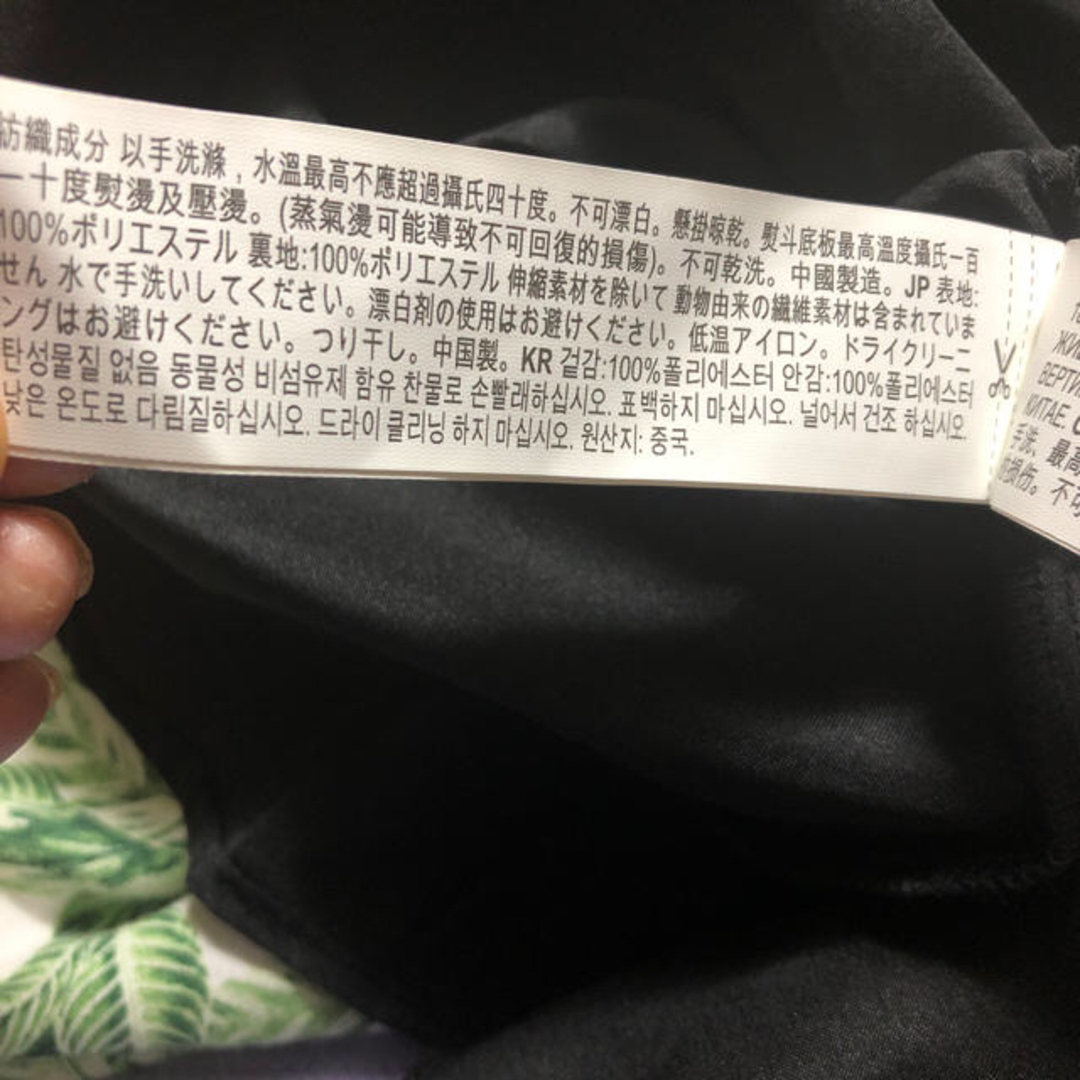 紡織成分 以手洗滌，水溫最高不應超過攝氏四十度。不可漂白。懸掛晾乾。熨斗底板最高溫度攝氏一百
一十度熨燙及壓燙。(蒸氣燙可能導致不可回復的損傷)。不可乾洗。中國製造。JP 表地:
100%ポリエステル 裏地:100%ポリエステル 伸縮素材を除いて 動物由来の繊維素材は含まれていま
せん 水で手洗いしてください。漂白剤の使用はお避けください。低温アイロン。ドライクリーニ
ングはお避けください。つり干し。中国製。KR 겉감:100%폴리에스터 안감:100%폴리에스터
탄성물질 없음 동물성 비섬유제 함유 찬물로 손빨래하십시오. 표백하지 마십시오. 널어서 건조 하십시오.
낮은 온도로 다림질하십시오. 드라이 클리닝 하지 마십시오. 원산지: 중국.
ВЕРТИ
КИТАЕ. C
手洗、最高
损伤。不可